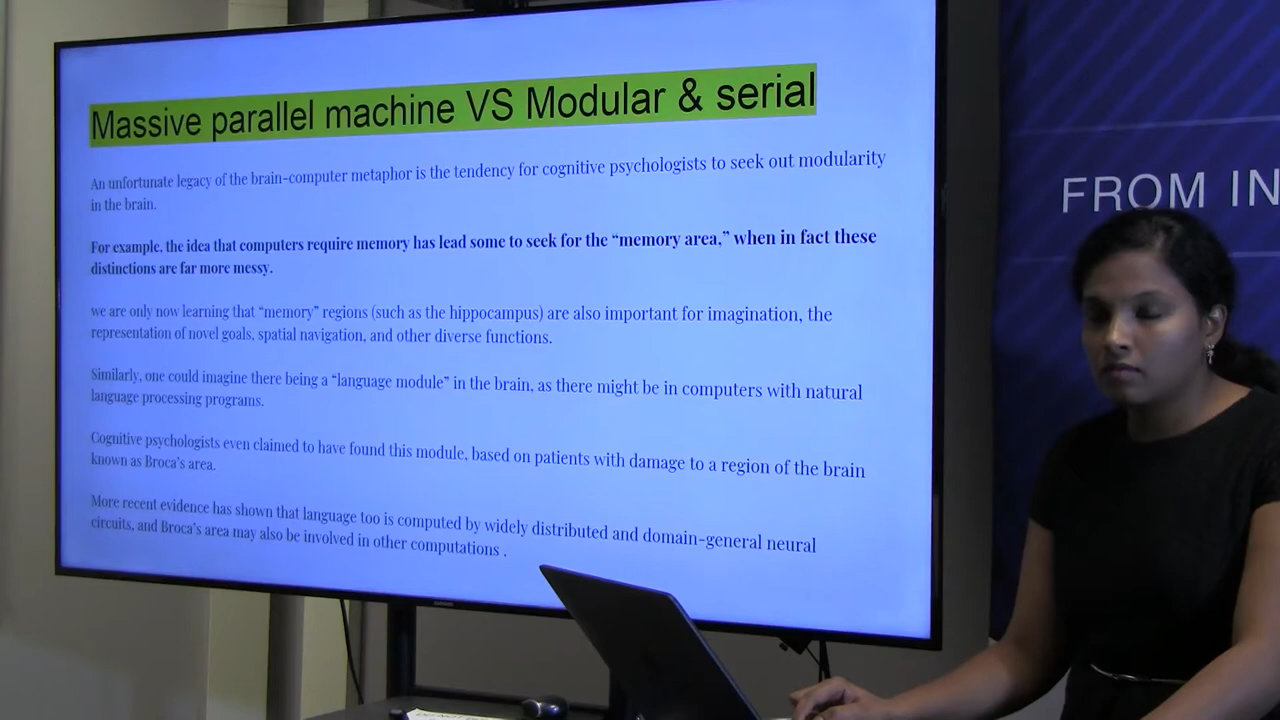 Massive parallel machine VS Modular & serial
An unfortunate legacy of the brain-computer metaphor is the tendency for cognitive psychologists to seek out modularity
in the brain.
For example, the idea that computers require memory has lead some to seek for the “memory area,” when in fact these
distinctions are far more messy.
we are only now learning that “memory” regions (such as the hippocampus) are also important for imagination, the
representation of novel goals, spatial navigation, and other diverse functions.
Similarly, one could imagine there being a “language module” in the brain, as there might be in computers with natural
language processing programs.
Cognitive psychologists even claimed to have found this module, based on patients with damage to a region of the brain
known as Broca’s area.
More recent evidence has shown that language too is computed by widely distributed and domain-general neural
circuits, and Broca’s area may also be involved in other computations .
FROM IN